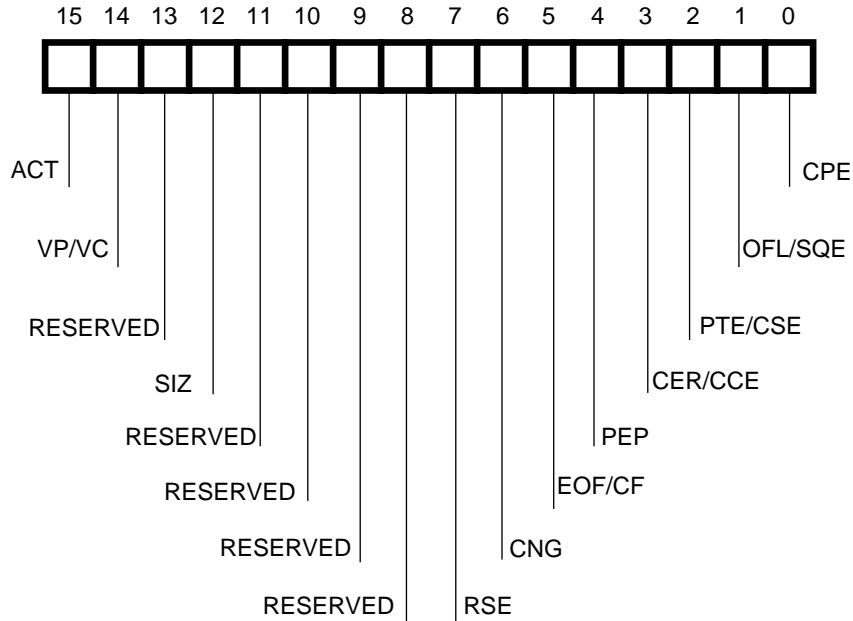 15 14 13 12 11 10 9 8 7 6 5 4 3 2 1 0
ACT CPE
VP/VC OFL/SQE
RESERVED PTE/CSE
SIZ CER/CCE
RESERVED PEP
RESERVED EOF/CF
RESERVED CNG
RESERVED RSE